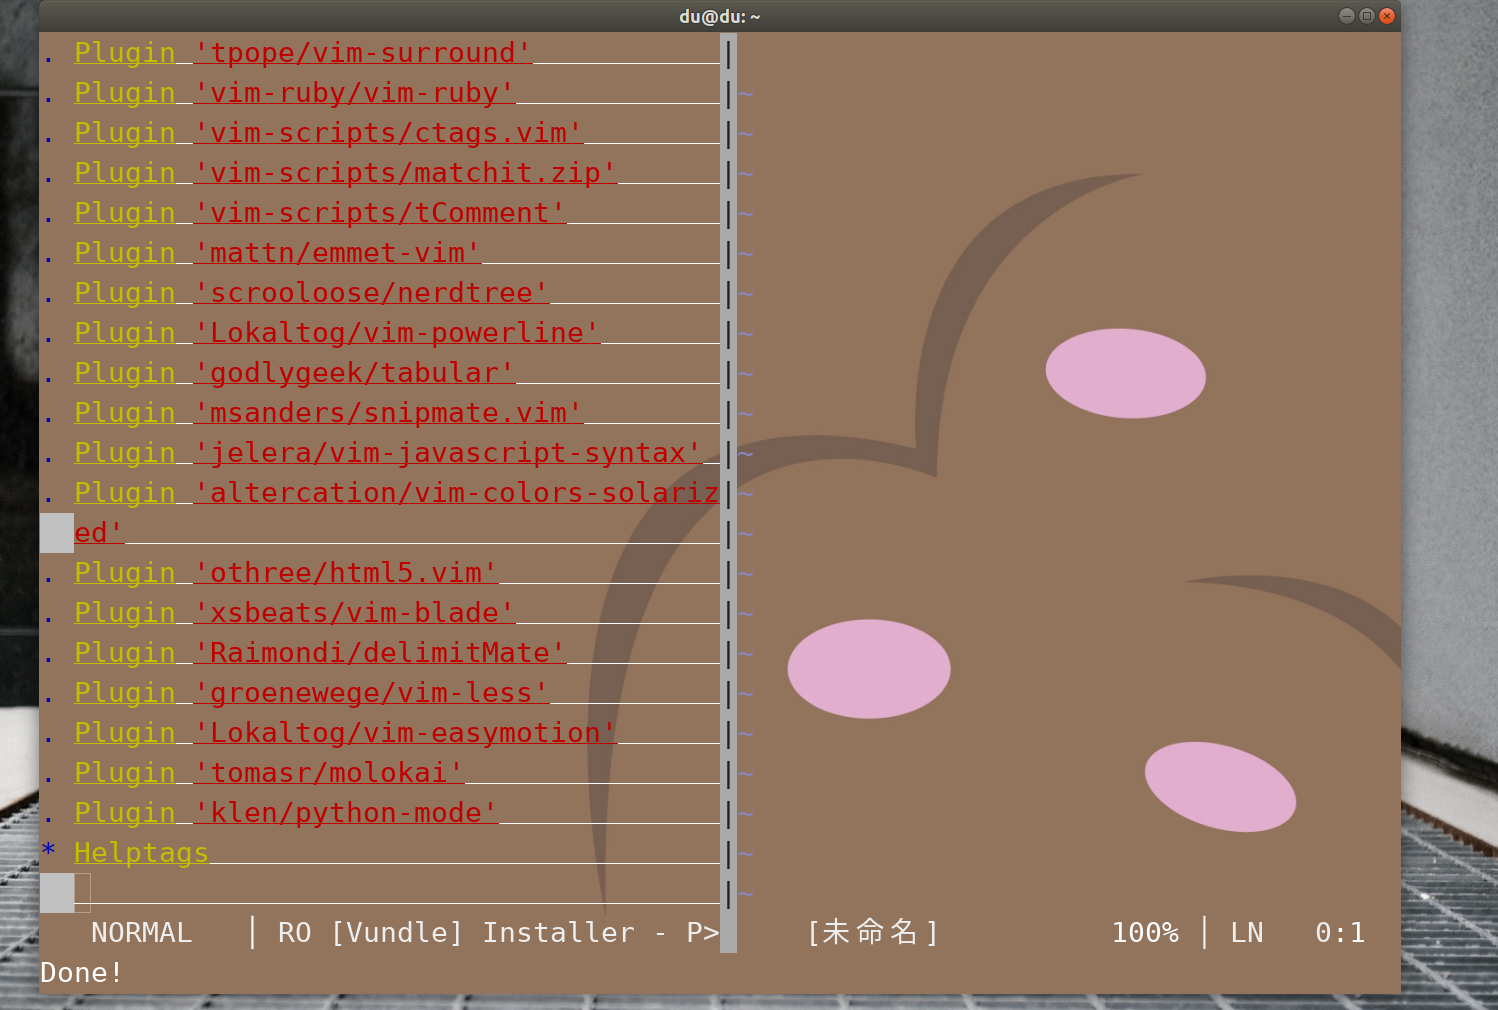 du@du: ~
. Plugin 'tpope/vim-surround'
. Plugin 'vim-ruby/vim-ruby'
. Plugin 'vim-scripts/ctags.vim'
. Plugin 'vim-scripts/matchit.zip'
. Plugin 'vim-scripts/tComment'
. Plugin 'mattn/emmet-vim'
. Plugin 'scrooloose/nerdtree'
. Plugin 'Lokaltog/vim-powerline'
. Plugin 'godlygeek/tabular'
. Plugin 'msanders/snipmate.vim'
. Plugin 'jelera/vim-javascript-syntax'
. Plugin 'altercation/vim-colors-solariz
ed'
. Plugin 'othree/html5.vim'
. Plugin 'xsbeats/vim-blade'
. Plugin 'Raimondi/delimitMate'
. Plugin 'groenewege/vim-less'
. Plugin 'Lokaltog/vim-easymotion'
. Plugin 'tomasr/molokai'
. Plugin 'klen/python-mode'
* Helptags
NORMAL | RO [Vundle] Installer - P> [未命名] 100% | LN 0:1
Done!